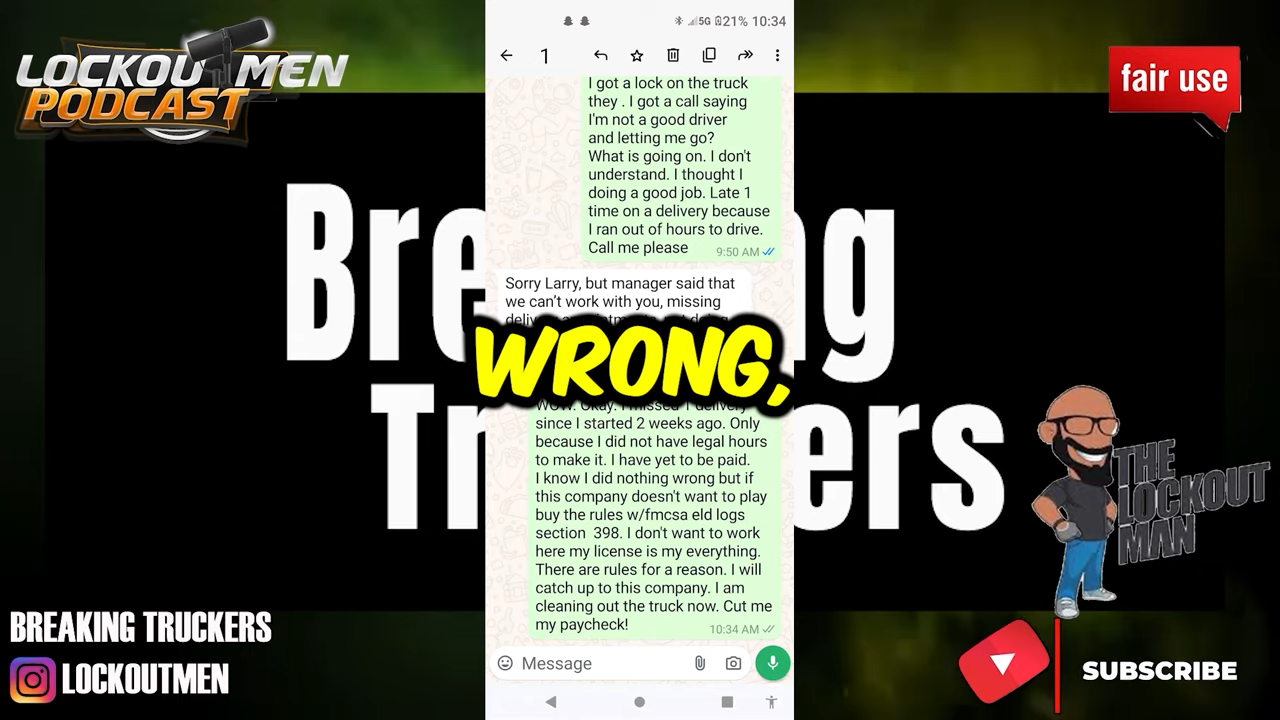 LOCKOUTMEN
PODCAST
fair use
21% 10:34
5G
1
I got a lock on the truck
they . I got a call saying
I'm not a good driver
and letting me go?
What is going on. I don't
understand. I thought I
doing a good job. Late 1
time on a delivery because
I ran out of hours to drive.
Call me please
9:50 AM
Sorry Larry, but manager said that
we can't work with you, missing
WRONG,
since I started 2 weeks ago. Only
because I did not have legal hours
to make it. I have yet to be paid.
I know I did nothing wrong but if
this company doesn't want to play
buy the rules w/fmcsa eld logs
section 398. I don't want to work
here my license is my everything.
There are rules for a reason. I will
catch up to this company. I am
cleaning out the truck now. Cut me
my paycheck!
10:34 AM
Message
Bre g
Tr ers
THE
LOCKOUT
MAN
BREAKING TRUCKERS
LOCKOUTMEN
SUBSCRIBE